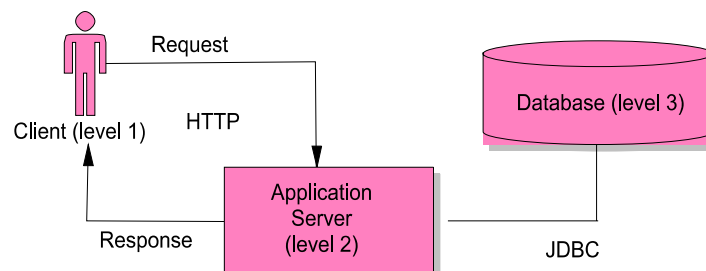 Request
Client (level 1)
HTTP
Database (level 3)
Application
Server
(level 2)
Response
JDBC